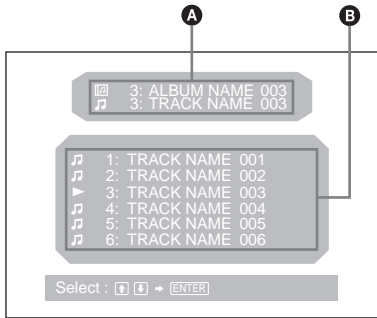 A B
3: ALBUM NAME 003
3: TRACK NAME 003
1: TRACK NAME 001
2: TRACK NAME 002
3: TRACK NAME 003
4: TRACK NAME 004
5: TRACK NAME 005
6: TRACK NAME 006
Select : ↑ ↓ → ENTER